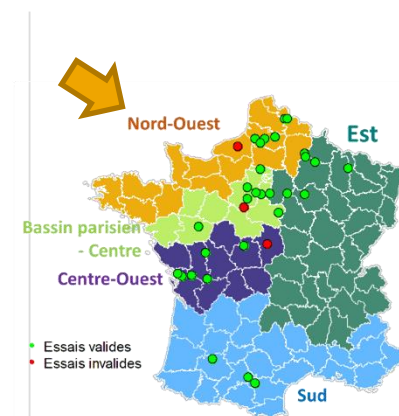 Nord-Ouest
Est
Bassin parisien
- Centre
Centre-Ouest
Essais valides
Essais invalides
Sud